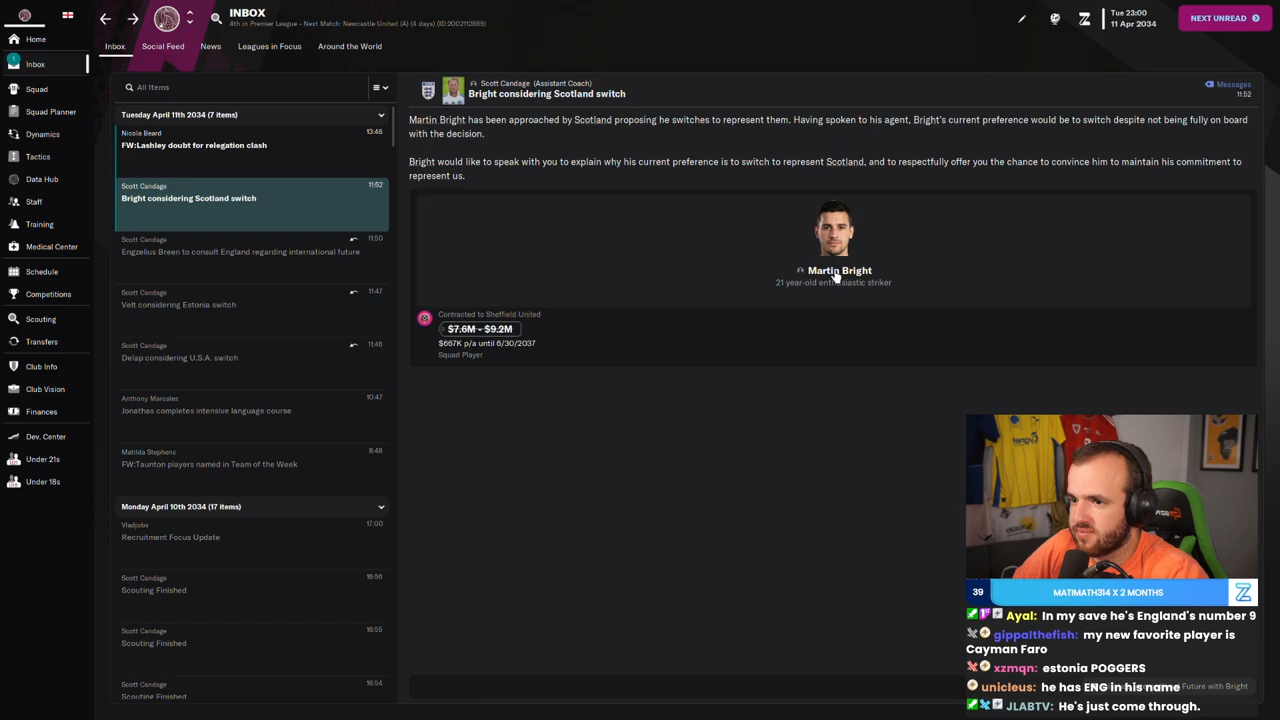 INBOX
4th in Premier League - Next Match: Newcastle United (A) (4 days) (ID:2002112889)
Tue 23:00
11 Apr 2034
NEXT UNREAD
Inbox
Social Feed
News
Leagues in Focus
Around the World
Home
Inbox
Squad
Squad Planner
Dynamics
Tactics
Data Hub
Staff
Training
Medical Center
Schedule
Competitions
Scouting
Transfers
Club Info
Club Vision
Finances
Dev. Center
Under 21s
Under 18s
All Items
Tuesday April 11th 2034 (7 items)
Nicola Beard 13:46
FW:Lashley doubt for relegation clash
Scott Candage 11:52
Bright considering Scotland switch
Scott Candage 11:50
Engzelius Breen to consult England regarding international future
Scott Candage 11:47
Velt considering Estonia switch
Scott Candage 11:46
Delap considering U.S.A. switch
Anthony Maroales 10:47
Jonathas completes intensive language course
Matilda Stephens 8:48
FW:Taunton players named in Team of the Week
Monday April 10th 2034 (17 items)
Vladjobs 17:00
Recruitment Focus Update
Scott Candage 16:56
Scouting Finished
Scott Candage 16:55
Scouting Finished
Scott Candage 16:54
Scouting Finished
Scott Candage (Assistant Coach)
Bright considering Scotland switch
Messages
11:52
Martin Bright has been approached by Scotland proposing he switches to represent them. Having spoken to his agent, Bright's current preference would be to switch despite not being fully on board
with the decision.
Bright would like to speak with you to explain why his current preference is to switch to represent Scotland, and to respectfully offer you the chance to convince him to maintain his commitment to
represent us.
Martin Bright
21 year-old enthusiastic striker
Contracted to Sheffield United
$7.6M - $9.2M
$667K p/a until 6/30/2037
Squad Player
39
MATIMATH314 X 2 MONTHS
Ayal: In my save he's England's number 9
gippalthefish: my new favorite player is
Cayman Faro
xzmqn: estonia POGGERS
unicleus: he has ENG in his name
Future with Bright
JLABTV: He's just come through.